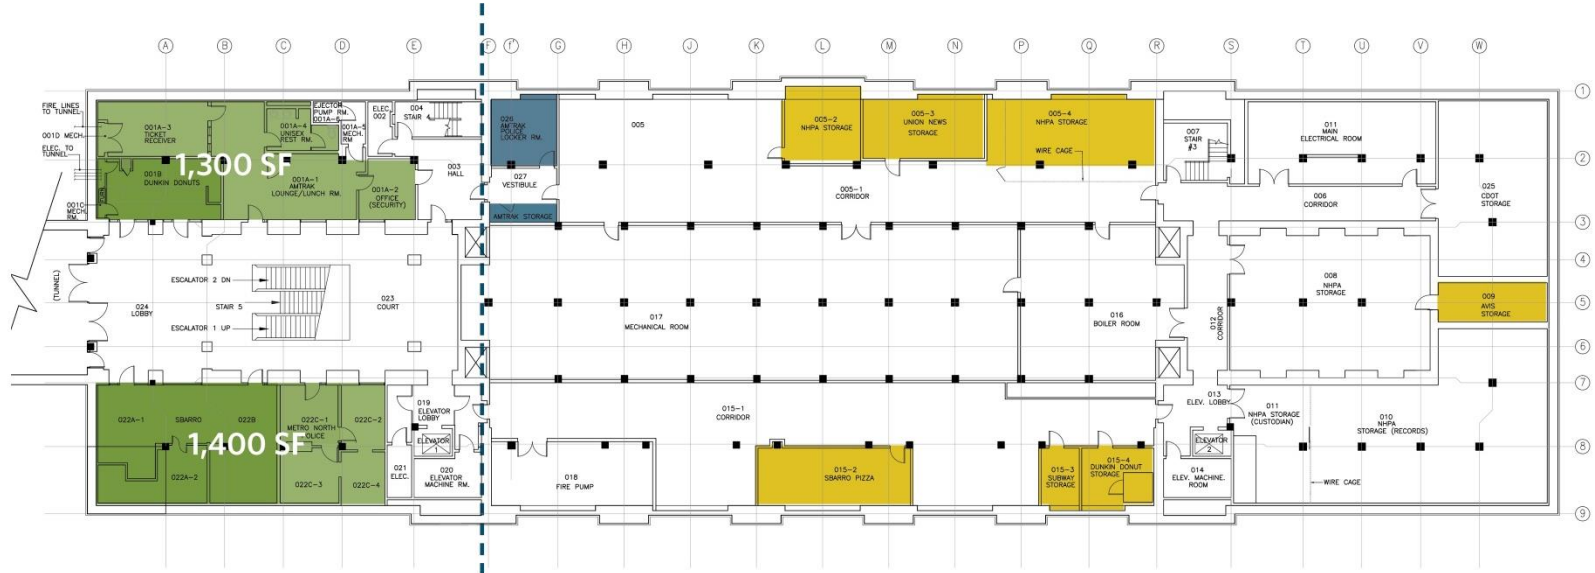 A B C D E F f' G H J K L M N P Q R S T U V W
1
2
3
4
5
6
7
8
9
FIRE LINES
TO TUNNEL
001D MECH.
ELEC. TO
TUNNEL
001C
MECH.
RM.
001A-3
TICKET
RECEIVER
001A-4
UNISEX
REST RM.
EJECTOR
PUMP RM.
001A-6
001A-5
MECH.
RM
ELEC.
002
004
STAIR 4
1,300 SF
001B
DUNKIN DONUTS
001A-1
AMTRAK
LOUNGE/LUNCH RM.
001A-2
OFFICE
(SECURITY)
003
HALL
026
AMTRAK
POLICE
LOCKER RM.
027
VESTIBULE
AMTRAK STORAGE
005
005-2
NHPA STORAGE
005-3
UNION NEWS
STORAGE
005-4
NHPA STORAGE
WIRE CAGE
005-1
CORRIDOR
007
STAIR
#3
011
MAIN
ELECTRICAL ROOM
006
CORRIDOR
025
CDOT
STORAGE
(TUNNEL)
024
LOBBY
ESCALATOR 2 DN
STAIR 5
ESCALATOR 1 UP
023
COURT
017
MECHANICAL ROOM
016
BOILER ROOM
012
CORRIDOR
008
NHPA
STORAGE
009
AVIS
STORAGE
022A-1
SBARRO
022B
1,400 SF
022A-2
022C-1
METRO NORTH
POLICE
022C-2
022C-3
022C-4
019
ELEVATOR
LOBBY
ELEVATOR
1
021
ELEC.
020
ELEVATOR
MACHINE RM.
015-1
CORRIDOR
018
FIRE PUMP
015-2
SBARRO PIZZA
015-3
SUBWAY
STORAGE
015-4
DUNKIN DONUT
STORAGE
013
ELEV. LOBBY
ELEVATOR
2
014
ELEV. MACHINE.
ROOM
011
NHPA STORAGE
(CUSTODIAN)
010
NHPA
STORAGE (RECORDS)
WIRE CAGE